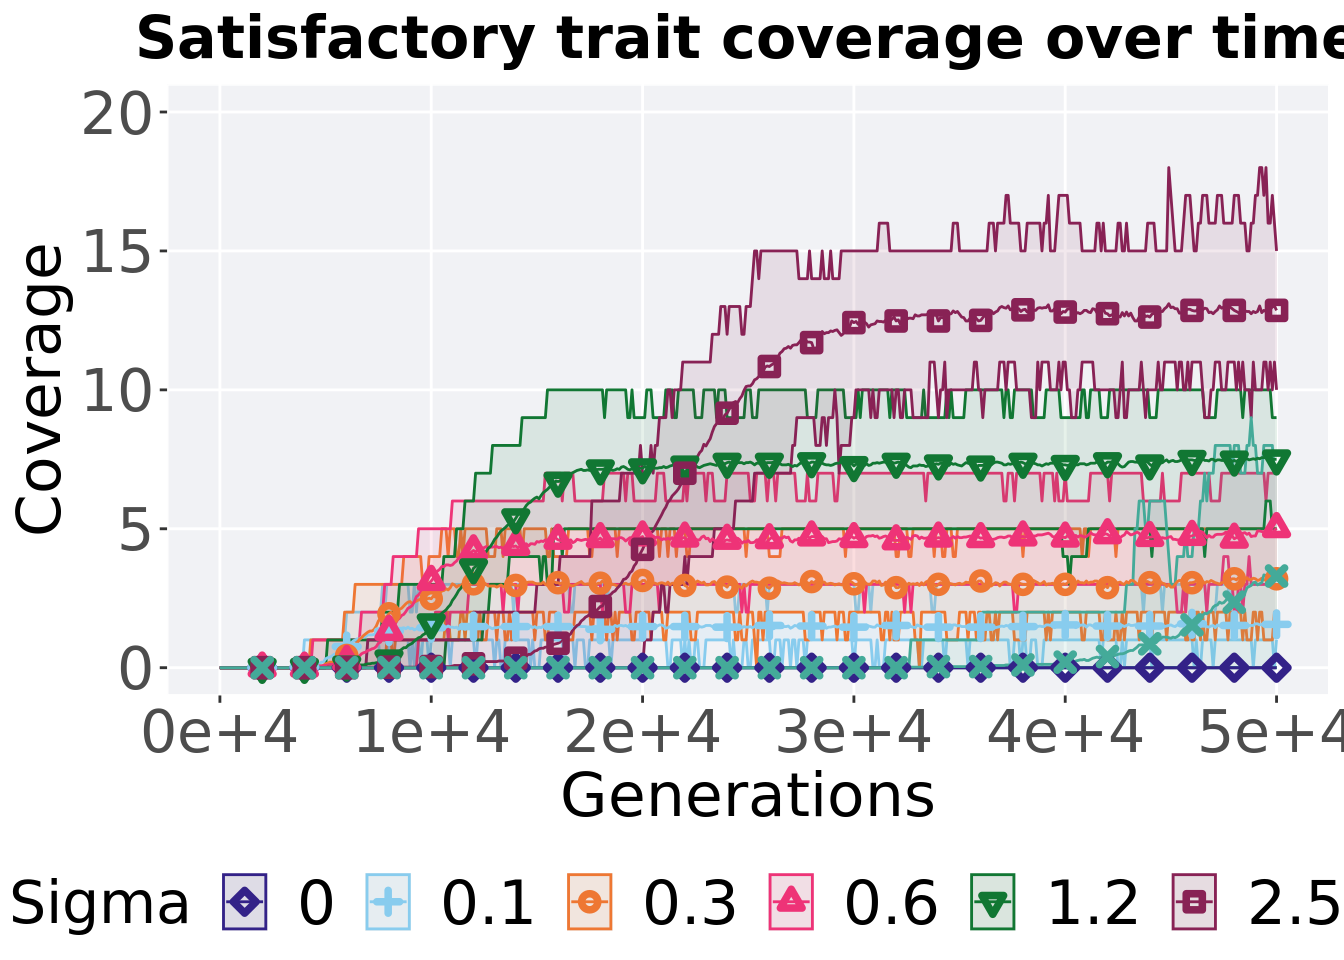 Satisfactory trait coverage over time
20
15
10
5
0
Coverage
0e+4 1e+4 2e+4 3e+4 4e+4 5e+4
Generations
Sigma 0 0.1 0.3 0.6 1.2 2.5